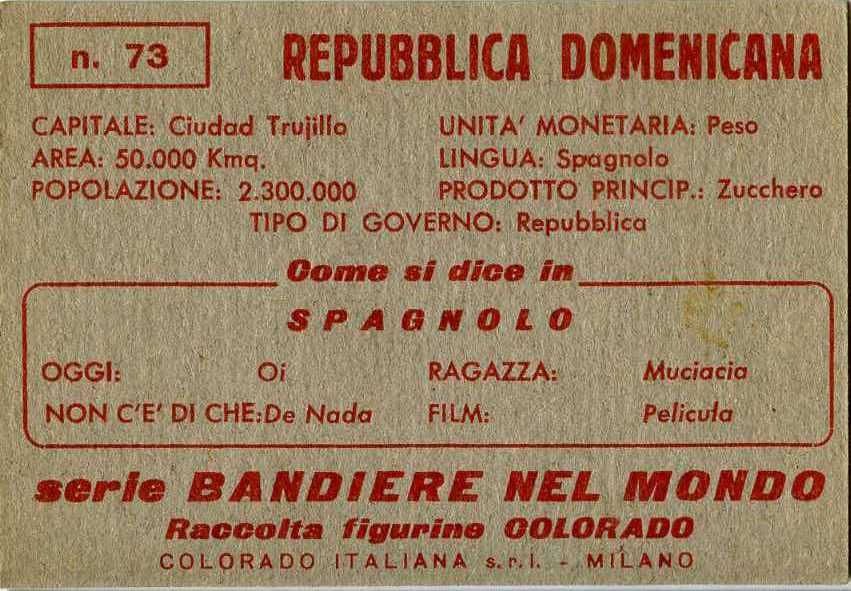 n. 73
REPUBBLICA DOMENICANA
CAPITALE: Ciudad Trujillo
UNITA' MONETARIA: Peso
AREA: 50.000 Kmq.
LINGUA: Spagnolo
POPOLAZIONE: 2.300.000
PRODOTTO PRINCIP.: Zucchero
TIPO DI GOVERNO: Repubblica
Come si dice in
SPAGNOLO
OGGI: Oi
RAGAZZA: Muciacia
NON C'E' DI CHE: De Nada
FILM: Pelicula
serie BANDIERE NEL MONDO
Raccolta figurine COLORADO
COLORADO ITALIANA s.r.l. - MILANO